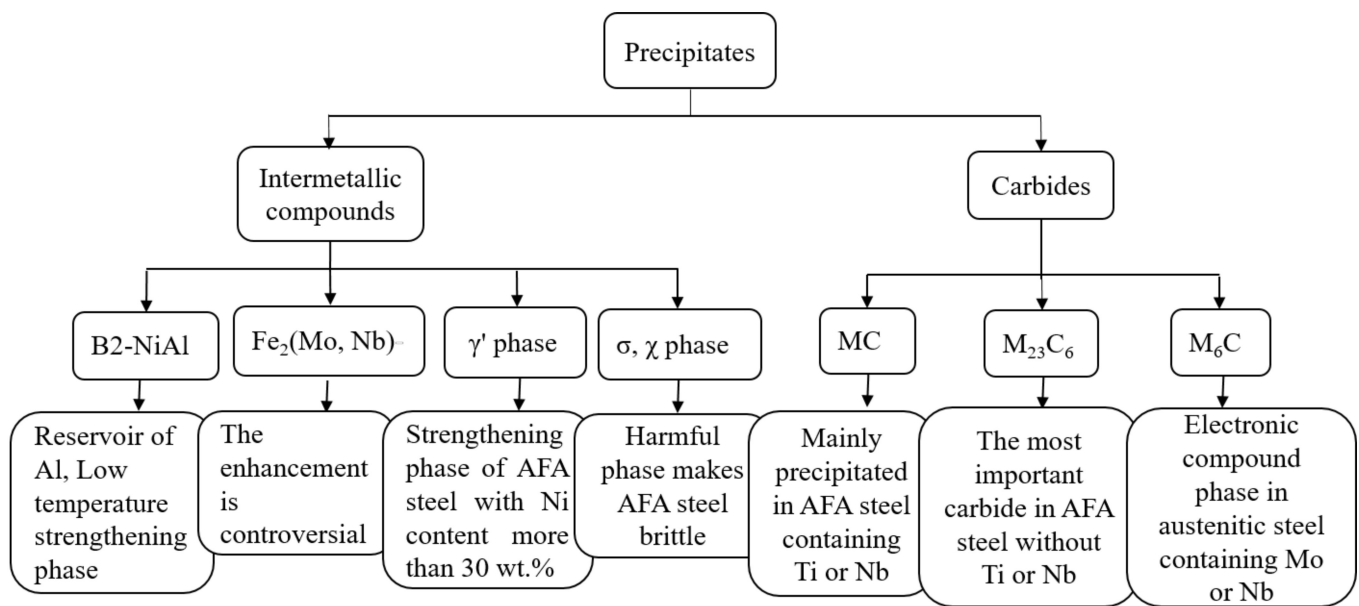 Precipitates
Intermetallic
compounds
Carbides
B2-NiAl
Fe₂(Mo, Nb)
γ' phase
σ, χ phase
MC
M₂₃C₆
M₆C
Reservoir of
Al, Low
temperature
strengthening
phase
The
enhancement
is
controversial
Strengthening
phase of AFA
steel with Ni
content more
than 30 wt.%
Harmful
phase makes
AFA steel
brittle
Mainly
precipitated
in AFA steel
containing
Ti or Nb
The most
important
carbide in AFA
steel without
Ti or Nb
Electronic
compound
phase in
austenitic steel
containing Mo
or Nb